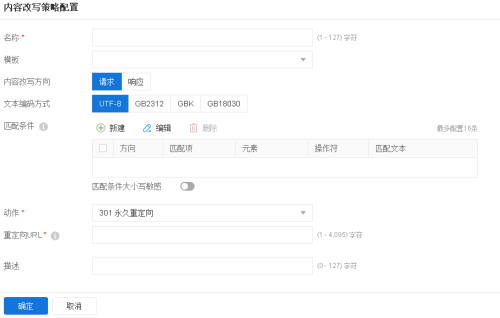 内容改写策略配置
名称 * (1 - 127) 字符
模板
内容改写方向 请求 响应
文本编码方式 UTF-8 GB2312 GBK GB18030
匹配条件 新建 编辑 删除 最多配置16条
方向 匹配项 元素 操作符 匹配文本
匹配条件大小写敏感
动作 * 301 永久重定向
重定向URL * (1 - 4,095) 字符
描述 (0 - 127) 字符
确定 取消